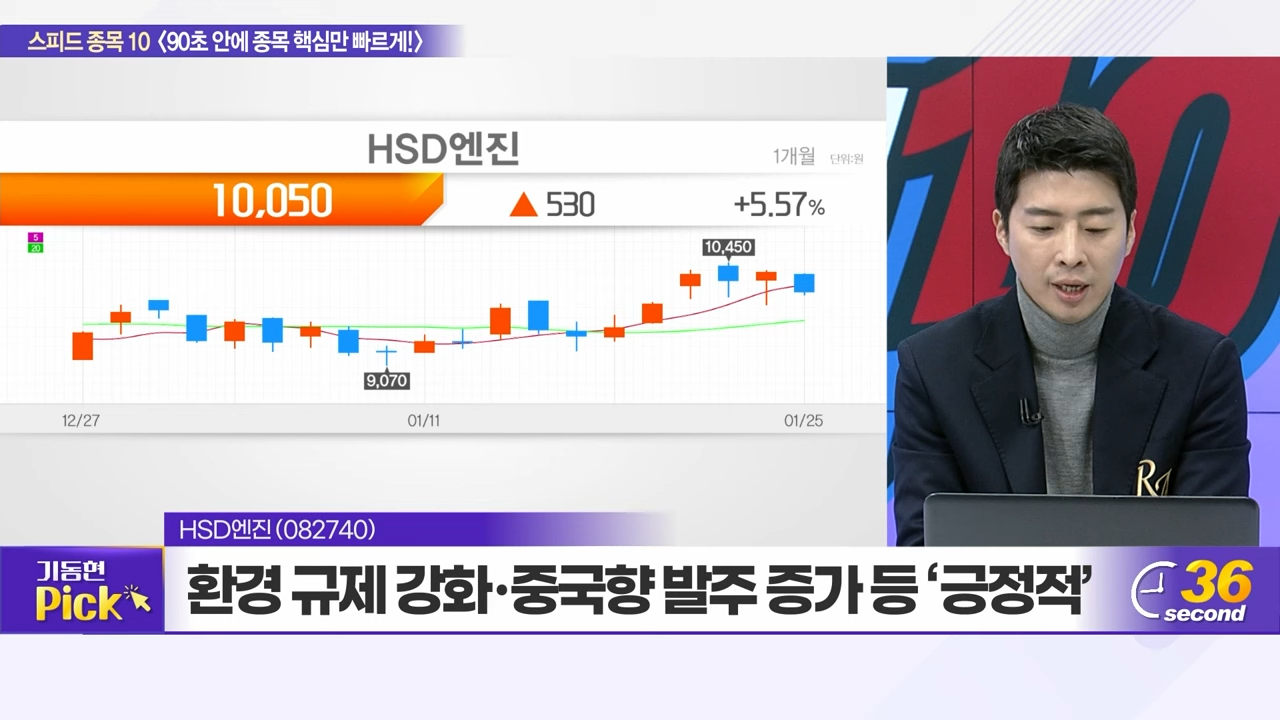 스피드 종목 10 <90초 안에 종목 핵심만 빠르게!>
HSD엔진
1개월 단위:원
10,050 ▲ 530 +5.57%
5
20
10,450
9,070
12/27 01/11 01/25
10
HSD엔진(082740)
기동현
Pick
환경 규제 강화·중국향 발주 증가 등 ‘긍정적’
36
second